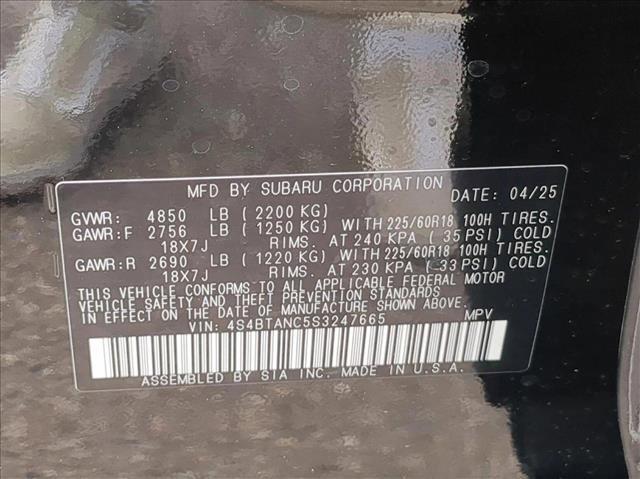 MFD BY SUBARU CORPORATION DATE: 04/25
GVWR: 4850 LB (2200 KG)
GAWR:F 2756 LB (1250 KG) WITH 225/60R18 100H TIRES.
18X7J RIMS. AT 240 KPA ( 35 PSI) COLD
GAWR:R 2690 LB (1220 KG) WITH 225/60R18 100H TIRES.
18X7J RIMS. AT 230 KPA ( 33 PSI) COLD
THIS VEHICLE CONFORMS TO ALL APPLICABLE FEDERAL MOTOR
VEHICLE SAFETY AND THEFT PREVENTION STANDARDS IN
EFFECT ON THE DATE OF MANUFACTURE SHOWN ABOVE.
VIN: 4S4BTANC5S3247665 MPV
ASSEMBLED BY SIA INC. MADE IN U.S.A.